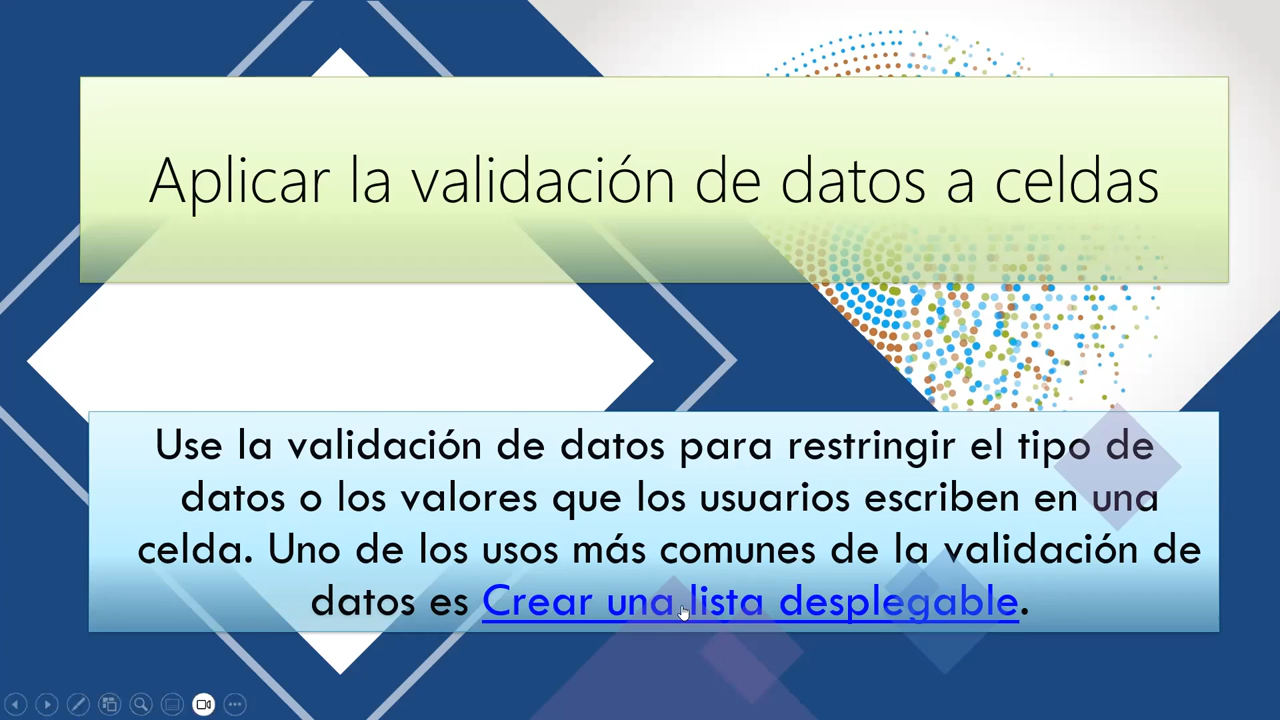 Aplicar la validación de datos a celdas
Use la validación de datos para restringir el tipo de
datos o los valores que los usuarios escriben en una
celda. Uno de los usos más comunes de la validación de
datos es Crear una lista desplegable.